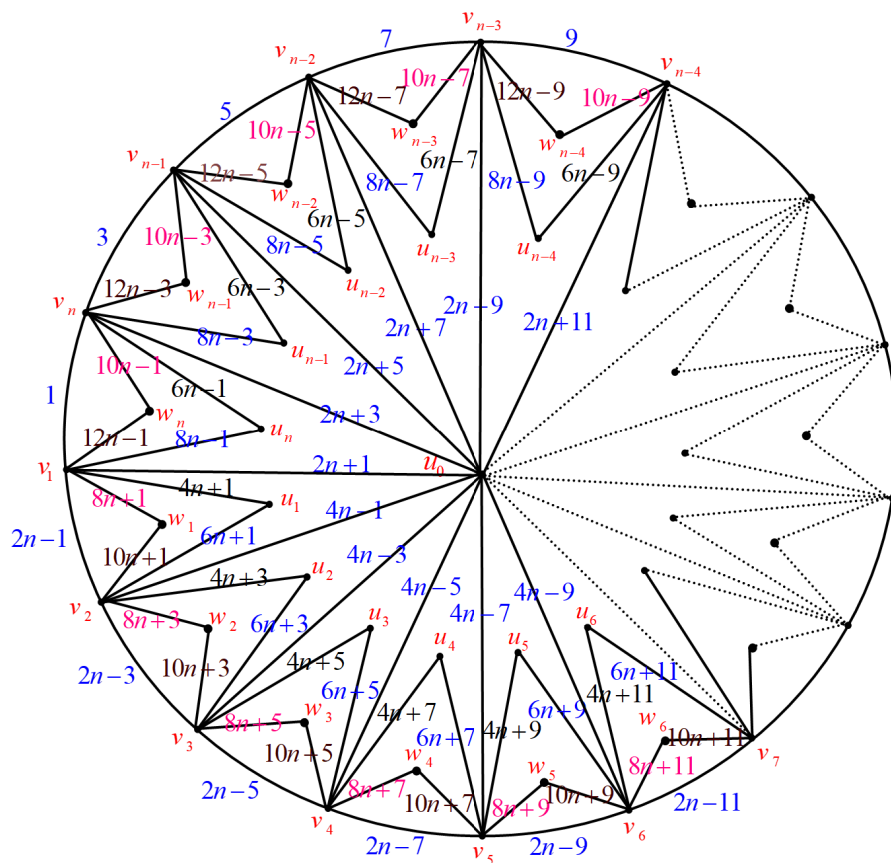 v_{n-3}
7
9
v_{n-2}
v_{n-4}
10n-7
12n-7
12n-9
10n-9
5
10n-5
w_{n-3}
w_{n-4}
v_{n-1}
6n-7
12n-5
8n-7
8n-9
6n-9
w_{n-2}
6n-5
3
10n-3
8n-5
u_{n-3}
u_{n-4}
u_{n-2}
12n-3
w_{n-1}
6n-3
2n-9
v_n
2n+7
2n+11
8n-3
u_{n-1}
2n+5
10n-1
6n-1
1
w_n
2n+3
u_n
12n-1
8n-1
v_1
2n+1
u_0
4n+1
8n+1
u_1
4n-1
2n-1
w_1
6n+1
10n+1
4n-3
u_2
4n+3
4n-5
4n-7
4n-9
v_2
8n+3
w_2
6n+3
u_3
u_4
u_5
u_6
10n+3
4n+5
2n-3
6n+5
6n+11
4n+11
4n+7
6n+9
w_3
8n+5
6n+7
4n+9
w_6
10n+11
v_3
10n+5
w_4
w_5
v_7
8n+11
2n-5
8n+7
10n+7
8n+9
10n+9
2n-11
v_4
v_6
2n-7
v_5
2n-9